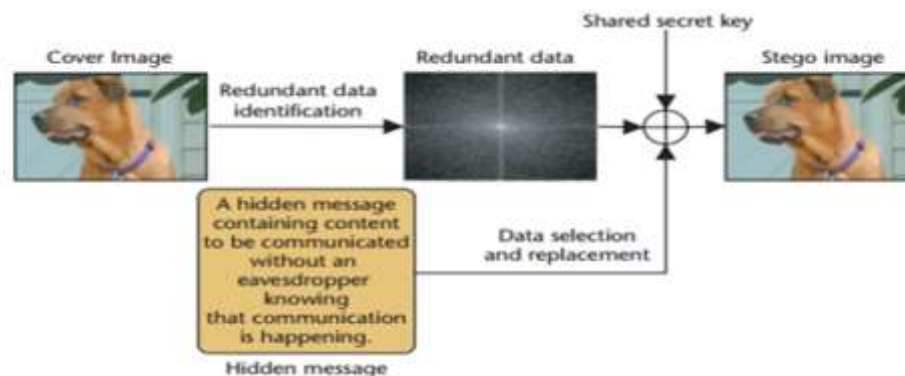 Shared secret key
Cover Image
Redundant data
Stego image
Redundant data
identification
A hidden message
containing content
to be communicated
without an
eavesdropper
knowing
that communication
is happening.
Data selection
and replacement
Hidden message